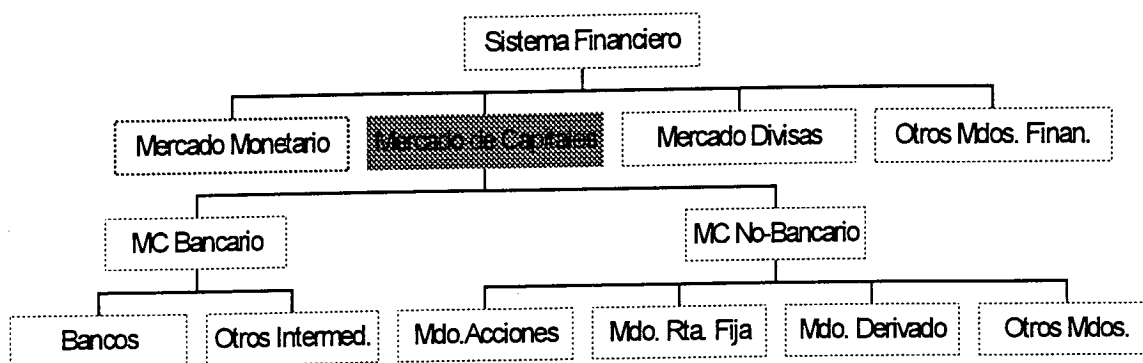 Sistema Financiero
Mercado Monetario
Mercado de Capitales
Mercado Divisas
Otros Mdos. Finan.
MC Bancario
MC No-Bancario
Bancos
Otros Intermed.
Mdo.Acciones
Mdo. Rta. Fija
Mdo. Derivado
Otros Mdos.